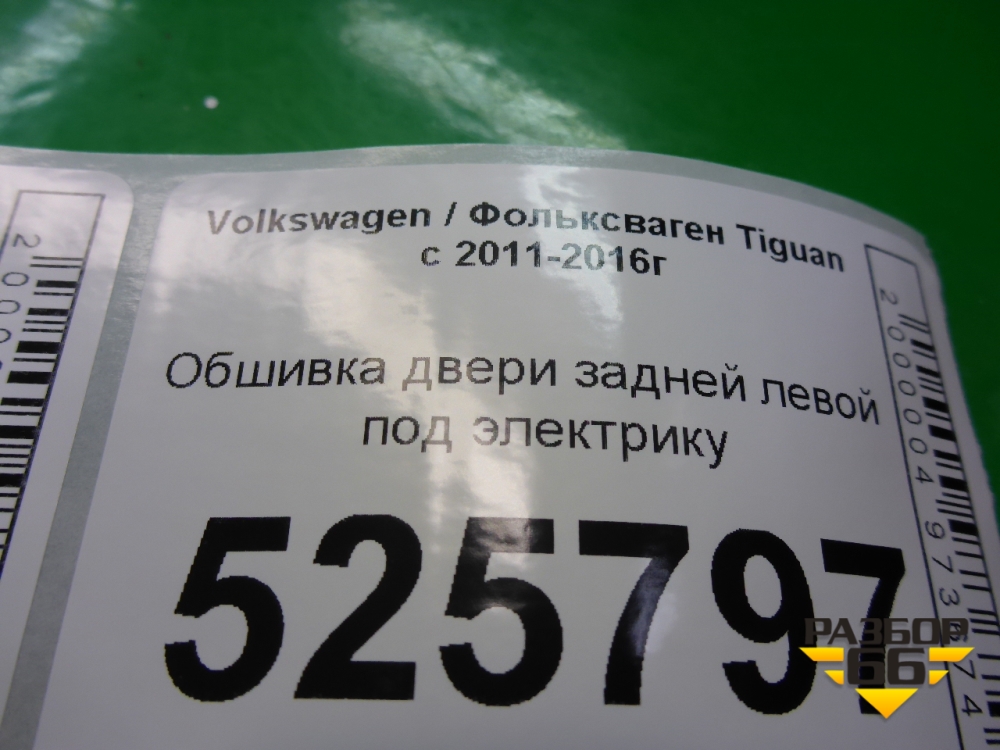 Volkswagen / Фольксваген Tiguan
с 2011-2016г
Обшивка двери задней левой
под электрику
525797
РАЗБОР
66